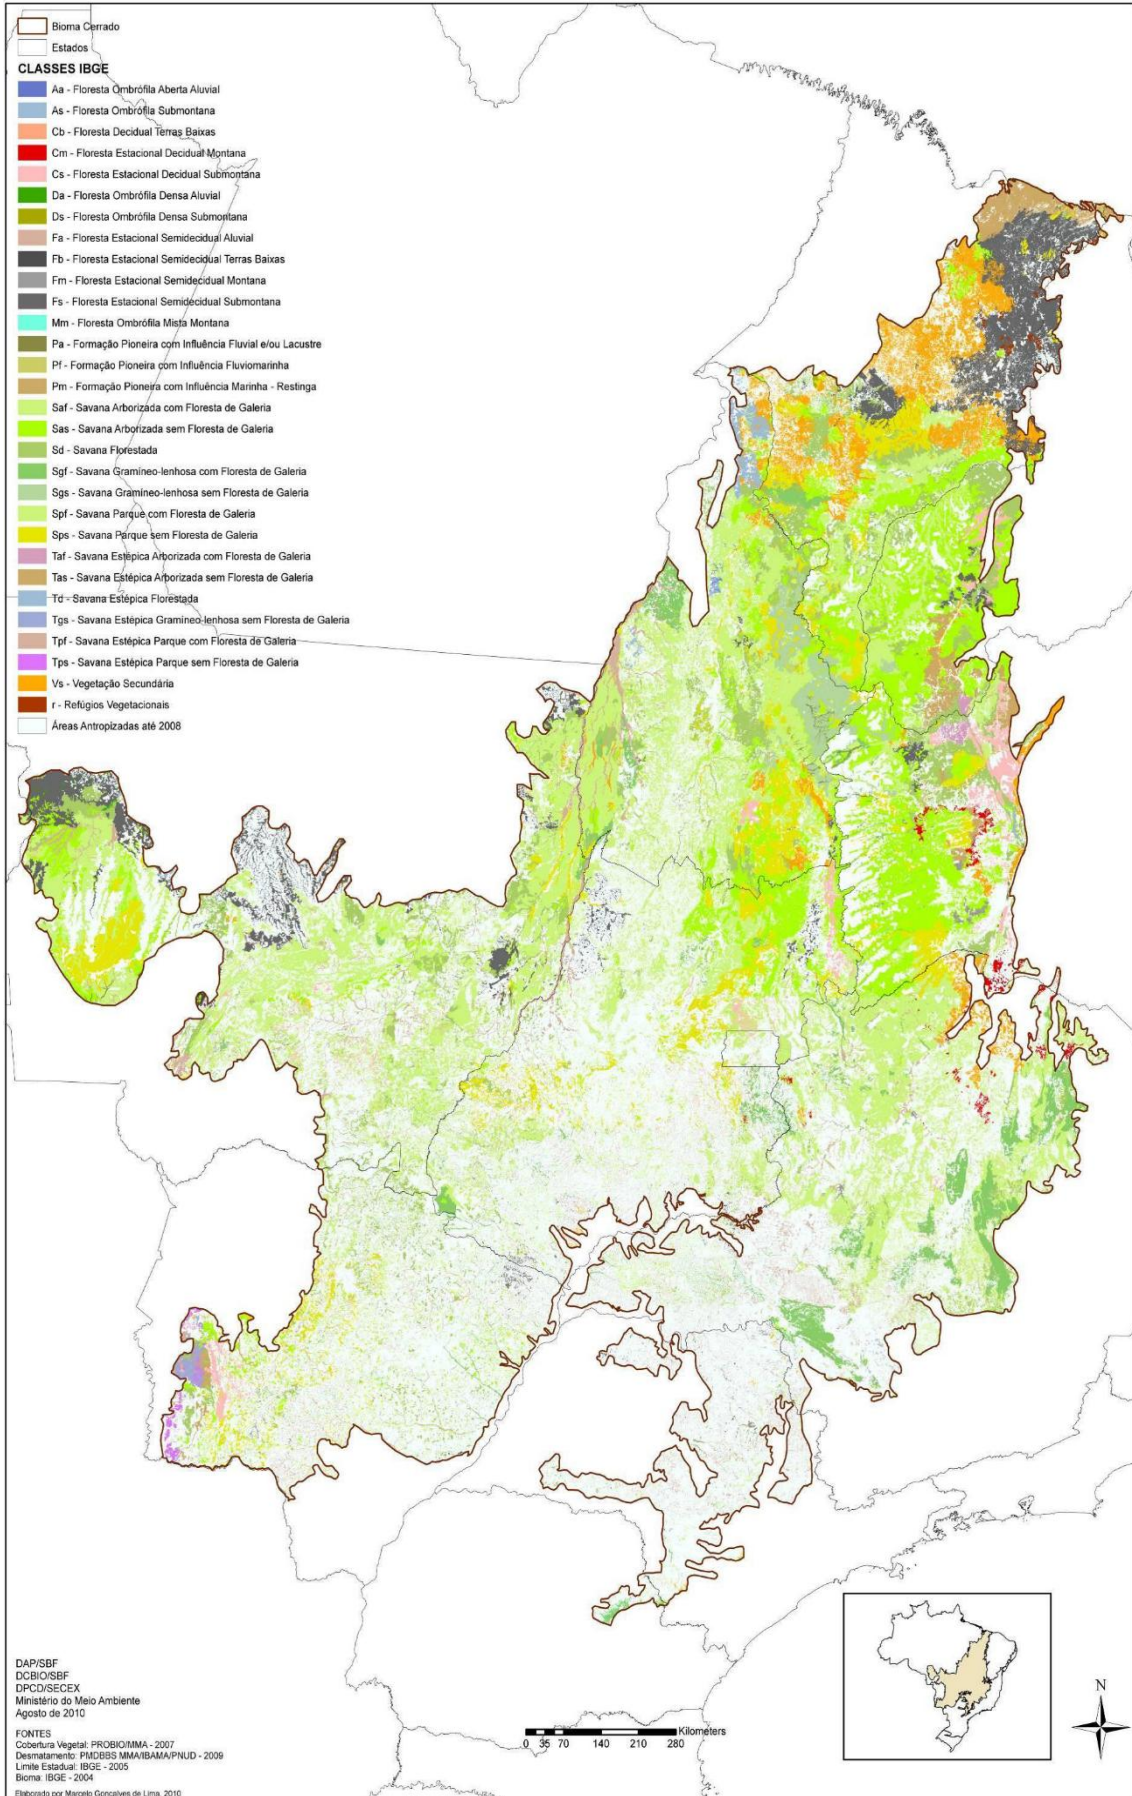 Bioma Cerrado
Estados
CLASSES IBGE
Aa - Floresta Ombrófila Aberta Aluvial
As - Floresta Ombrófila Submontana
Cb - Floresta Decidual Terras Baixas
Cm - Floresta Estacional Decidual Montana
Cs - Floresta Estacional Decidual Submontana
Da - Floresta Ombrófila Densa Aluvial
Ds - Floresta Ombrófila Densa Submontana
Fa - Floresta Estacional Semidecidual Aluvial
Fb - Floresta Estacional Semidecidual Terras Baixas
Fm - Floresta Estacional Semidecidual Montana
Fs - Floresta Estacional Semidecidual Submontana
Mm - Floresta Ombrófila Mista Montana
Pa - Formação Pioneira com Influência Fluvial e/ou Lacustre
Pf - Formação Pioneira com Influência Fluviomarinha
Pm - Formação Pioneira com Influência Marinha - Restinga
Saf - Savana Arborizada com Floresta de Galeria
Sas - Savana Arborizada sem Floresta de Galeria
Sd - Savana Florestada
Sgf - Savana Gramíneo-lenhosa com Floresta de Galeria
Sgs - Savana Gramíneo-lenhosa sem Floresta de Galeria
Spf - Savana Parque com Floresta de Galeria
Sps - Savana Parque sem Floresta de Galeria
Taf - Savana Estépica Arborizada com Floresta de Galeria
Tas - Savana Estépica Arborizada sem Floresta de Galeria
Td - Savana Estépica Florestada
Tgs - Savana Estépica Gramíneo-lenhosa sem Floresta de Galeria
Tpf - Savana Estépica Parque com Floresta de Galeria
Tps - Savana Estépica Parque sem Floresta de Galeria
Vs - Vegetação Secundária
r - Refúgios Vegetacionais
Áreas Antropizadas até 2008
DAP/SBF
DCBIO/SBF
DPCD/SECEX
Ministério do Meio Ambiente
Agosto de 2010
FONTES
Cobertura Vegetal: PROBIO/MMA - 2007
Desmatamento: PMDBBS MMA/IBAMA/PNUD - 2009
Limite Estadual: IBGE - 2005
Bioma: IBGE - 2004
Elaborado por Marcelo Gonçalves de Lima, 2010
Kilometers
0 35 70 140 210 280
N